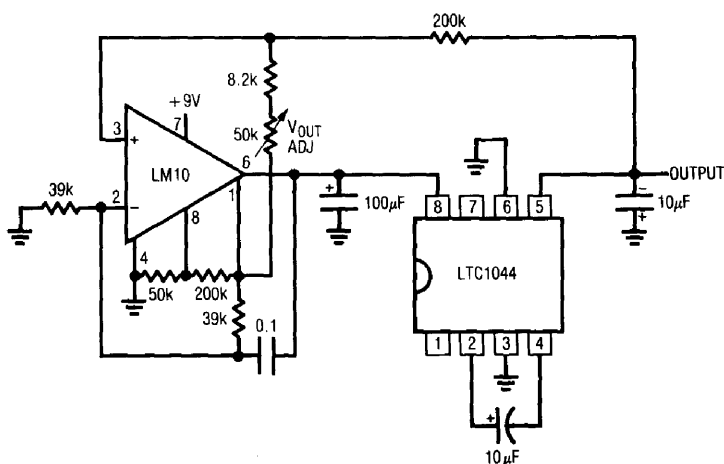 200k
8.2k
+9V
3
+
7
50k
V OUT
ADJ
LM10
6
39k
2
−
1
8
+
100µF
8 7 6 5
OUTPUT
−
10µF
+
4
50k
200k
LTC1044
39k
0.1
1 2 3 4
+
10µF